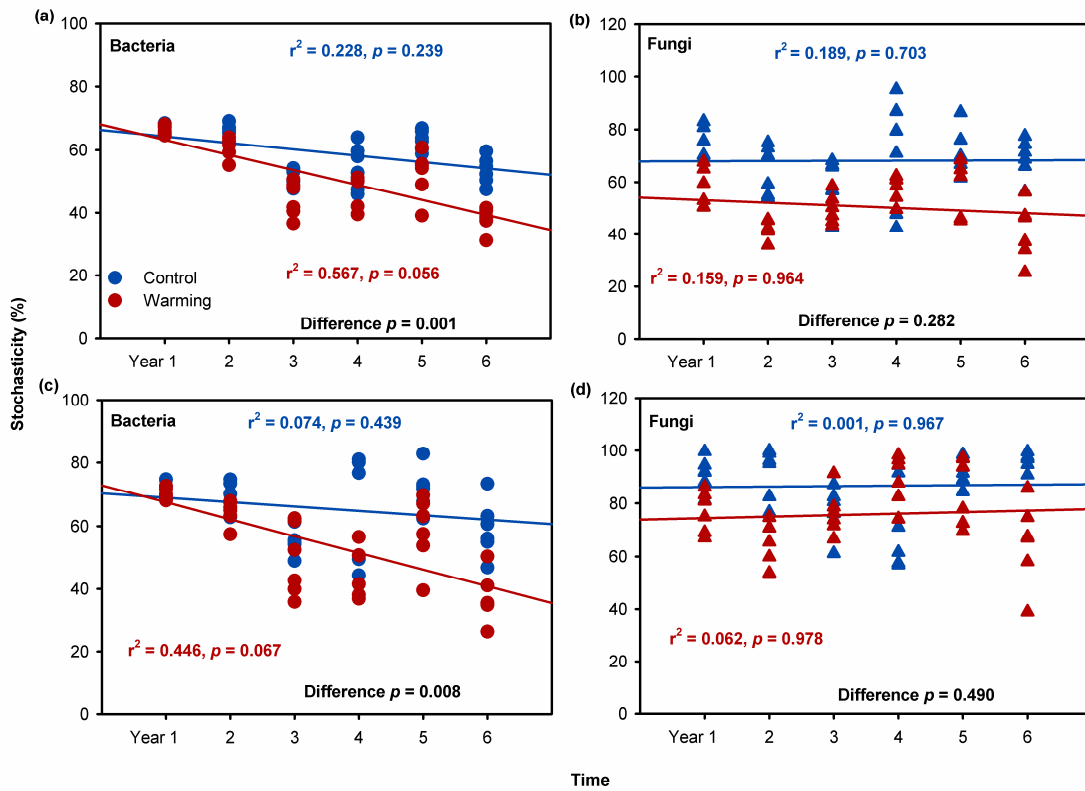 (a)
Bacteria
r² = 0.228, p = 0.239
100
80
60
40
20
0
Control
Warming
r² = 0.567, p = 0.056
Difference p = 0.001
Year 1 2 3 4 5 6
(b)
Fungi
r² = 0.189, p = 0.703
120
100
80
60
40
20
0
r² = 0.159, p = 0.964
Difference p = 0.282
Year 1 2 3 4 5 6
Stochasticity (%)
(c)
Bacteria
r² = 0.074, p = 0.439
100
80
60
40
20
0
r² = 0.446, p = 0.067
Difference p = 0.008
Year 1 2 3 4 5 6
(d)
Fungi
r² = 0.001, p = 0.967
120
100
80
60
40
20
0
r² = 0.062, p = 0.978
Difference p = 0.490
Year 1 2 3 4 5 6
Time